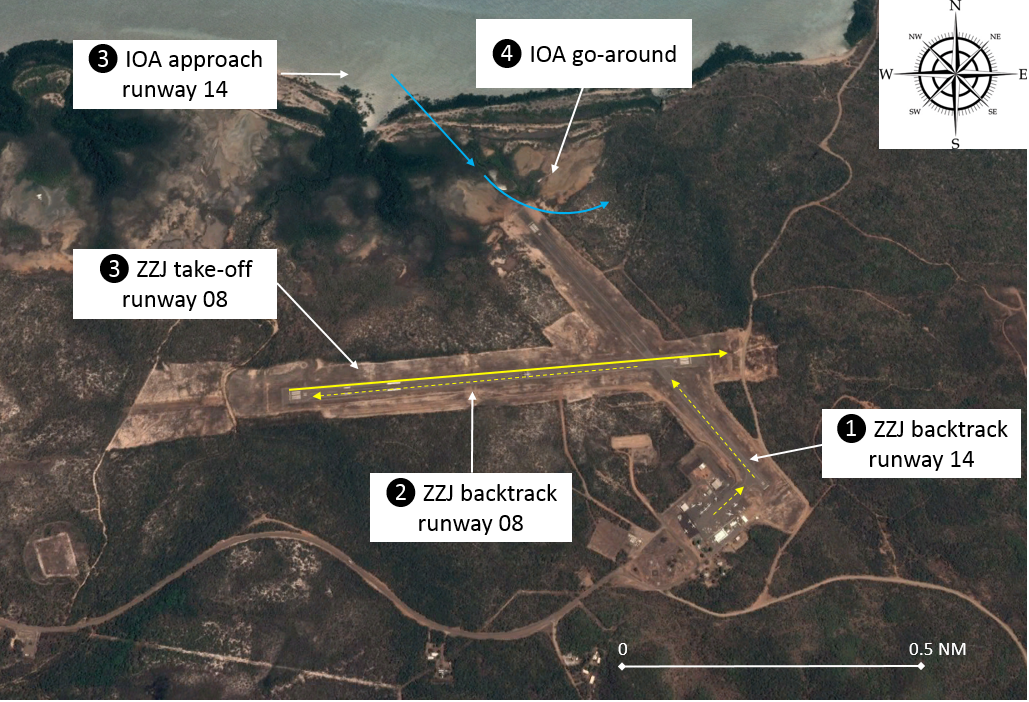 N
NW
NE
W
E
SW
SE
S
❸ IOA approach
runway 14
❹ IOA go-around
❸ ZZJ take-off
runway 08
❶ ZZJ backtrack
runway 14
❷ ZZJ backtrack
runway 08
0
0.5 NM